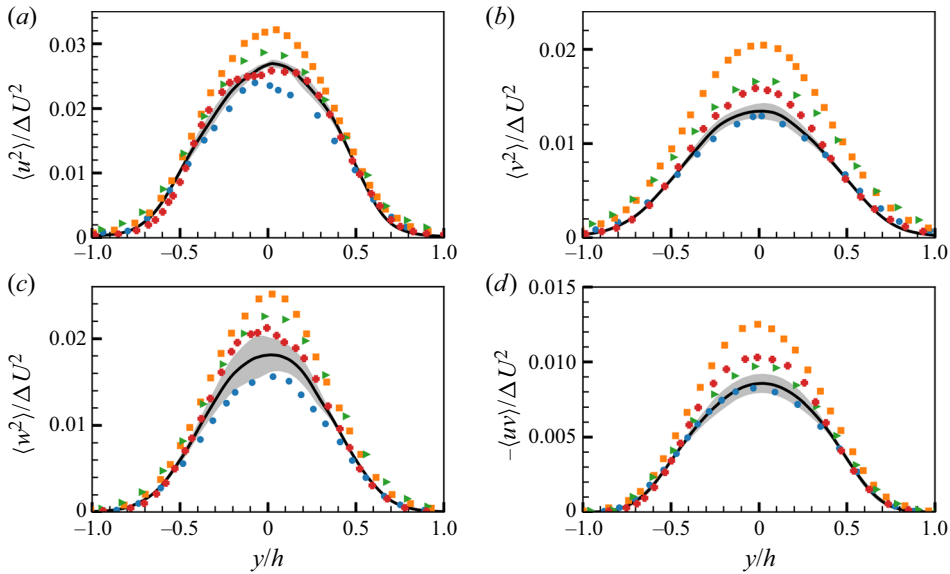 (a)
0.03
0.02
0.01
0
⟨u²⟩/ΔU²
−1.0 −0.5 0 0.5 1.0
(b)
0.02
0.01
0
⟨v²⟩/ΔU²
−1.0 −0.5 0 0.5 1.0
(c)
0.02
0.01
0
⟨w²⟩/ΔU²
−1.0 −0.5 0 0.5 1.0
y/h
(d)
0.015
0.010
0.005
0
−⟨uv⟩/ΔU²
−1.0 −0.5 0 0.5 1.0
y/h